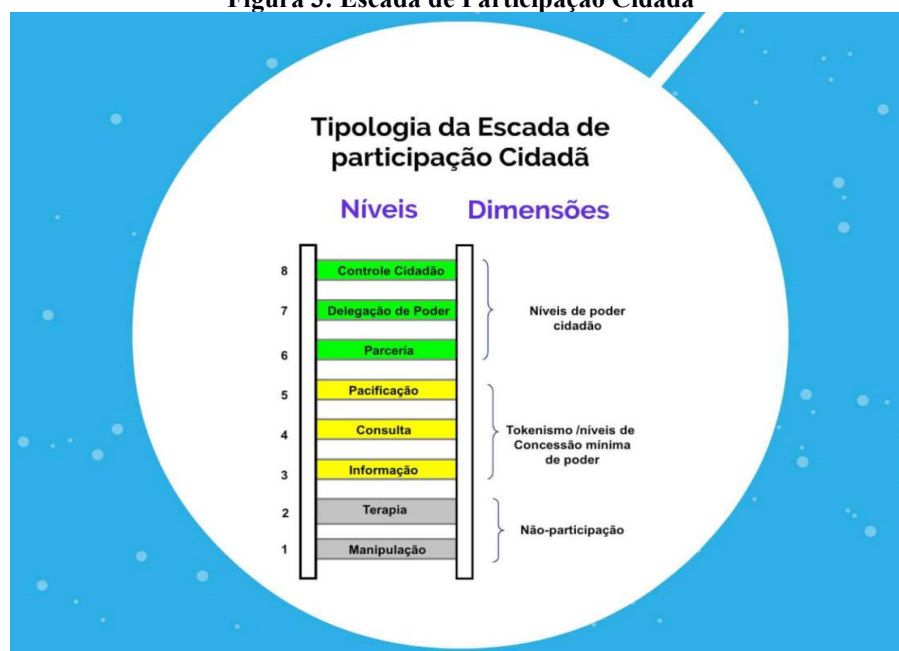 Figura 3: Escada de Participação Cidadã
Tipologia da Escada de
participação Cidadã
Níveis Dimensões
8 Controle Cidadão
7 Delegação de Poder
Níveis de poder
cidadão
6 Parceria
5 Pacificação
4 Consulta
Tokenismo /níveis de
Concessão mínima
de poder
3 Informação
2 Terapia
Não-participação
1 Manipulação